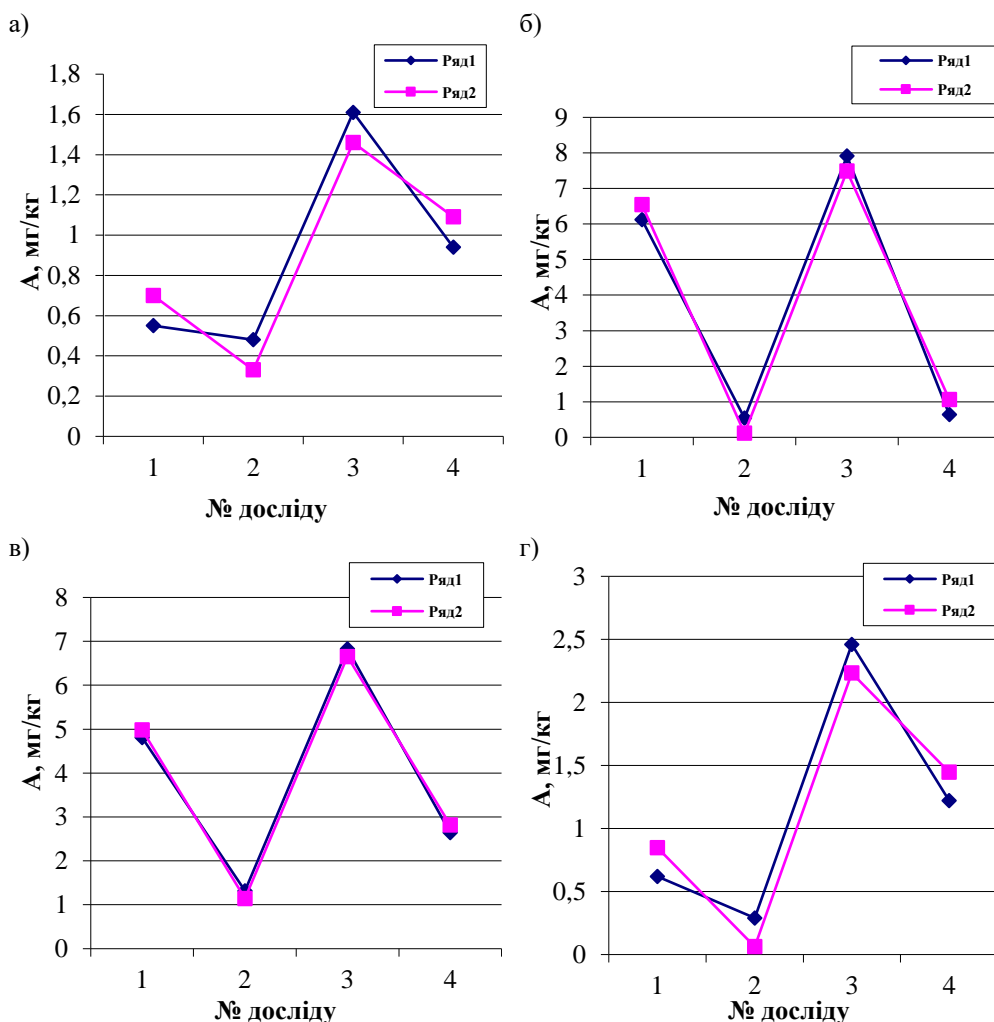 а)
Ряд1
Ряд2
1,8
1,6
1,4
1,2
1
0,8
0,6
0,4
0,2
0
А, мг/кг
1 2 3 4
№ досліду
б)
Ряд1
Ряд2
9
8
7
6
5
4
3
2
1
0
А, мг/кг
1 2 3 4
№ досліду
в)
Ряд1
Ряд2
8
7
6
5
4
3
2
1
0
А, мг/кг
1 2 3 4
№ досліду
г)
Ряд1
Ряд2
3
2,5
2
1,5
1
0,5
0
А, мг/кг
1 2 3 4
№ досліду